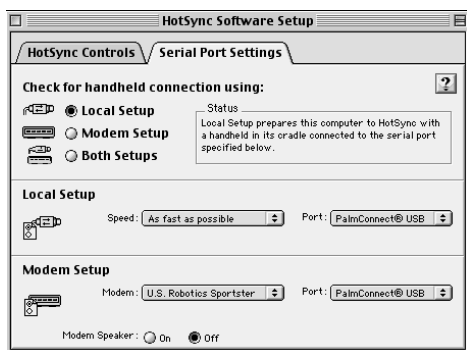 HotSync Software Setup
HotSync Controls Serial Port Settings
Check for handheld connection using: ?
Local Setup
Modem Setup
Both Setups
Status
Local Setup prepares this computer to HotSync with
a handheld in its cradle connected to the serial port
specified below.
Local Setup
Speed: As fast as possible Port: PalmConnect® USB
Modem Setup
Modem: U.S. Robotics Sportster Port: PalmConnect® USB
Modem Speaker: On Off